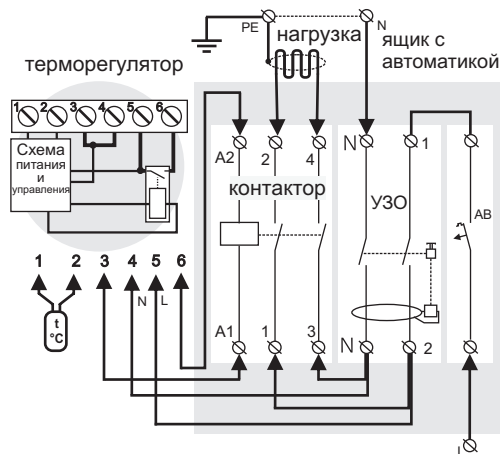 PE
N
нагрузка
ящик с
автоматикой
терморегулятор
1 2 3 4 5 6
Схема
питания
и
управления
A2 2 4 N 1
контактор
УЗО
АВ
1 2 3 4 5 6
N L
t
°C
A1 1 3 N 2
L